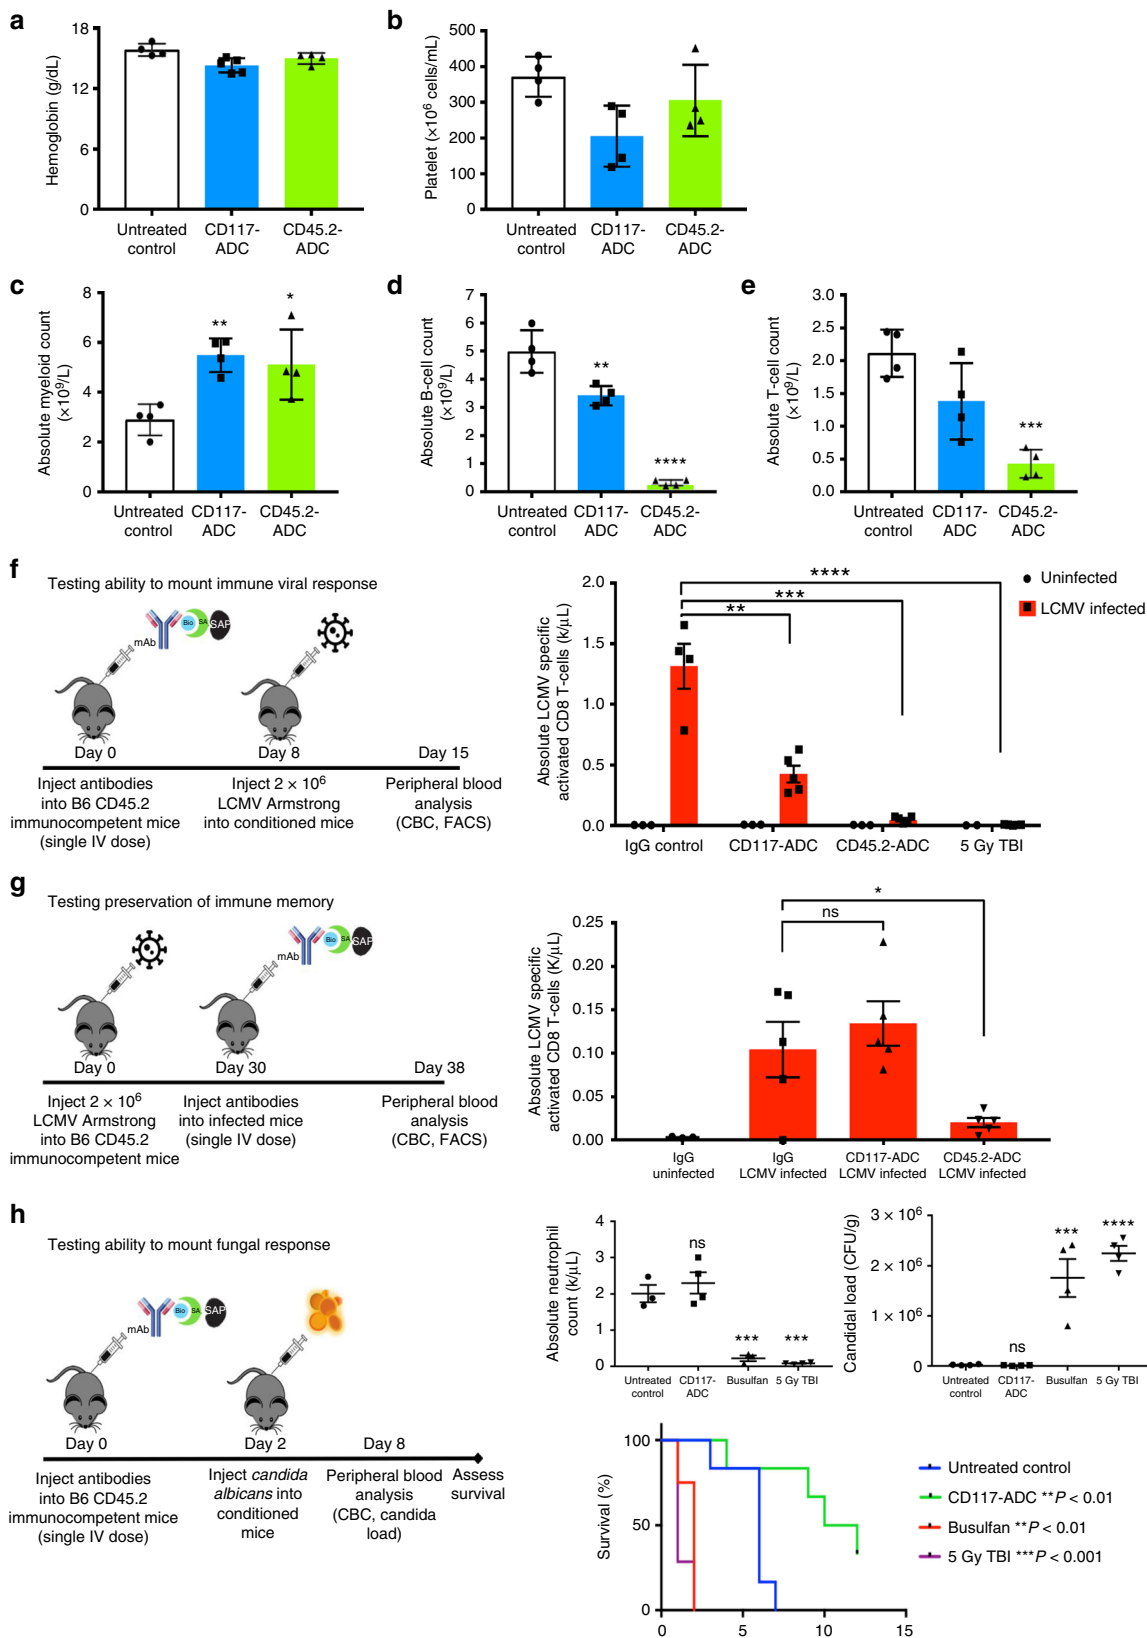 a
18
12
6
0
Hemoglobin (g/dL)
Untreated control
CD117-ADC
CD45.2-ADC
b
500
400
300
200
100
0
Platelet (×10⁶ cells/mL)
Untreated control
CD117-ADC
CD45.2-ADC
c
8
6
4
2
0
Absolute myeloid count (×10⁹/L)
**
*
Untreated control
CD117-ADC
CD45.2-ADC
d
7
6
5
4
3
2
1
0
Absolute B-cell count (×10⁹/L)
**
****
Untreated control
CD117-ADC
CD45.2-ADC
e
3.0
2.5
2.0
1.5
1.0
0.5
0.0
Absolute T-cell count (×10⁹/L)
***
Untreated control
CD117-ADC
CD45.2-ADC
f
Testing ability to mount immune viral response
mAb
Bio
SA
SAP
Day 0
Day 8
Day 15
Inject antibodies
into B6 CD45.2
immunocompetent mice
(single IV dose)
Inject 2 × 10⁶
LCMV Armstrong
into conditioned mice
Peripheral blood
analysis
(CBC, FACS)
2.0
1.5
1.0
0.5
0.0
Absolute LCMV specific
activated CD8 T-cells (k/µL)
****
***
**
Uninfected
LCMV infected
IgG control
CD117-ADC
CD45.2-ADC
5 Gy TBI
g
Testing preservation of immune memory
mAb
Bio
SA
SAP
Day 0
Day 30
Day 38
Inject 2 × 10⁶
LCMV Armstrong
into B6 CD45.2
immunocompetent mice
Inject antibodies
into infected mice
(single IV dose)
Peripheral blood
analysis
(CBC, FACS)
0.25
0.20
0.15
0.10
0.05
0.00
Absolute LCMV specific
activated CD8 T-cells (K/µL)
*
ns
IgG
uninfected
IgG
LCMV infected
CD117-ADC
LCMV infected
CD45.2-ADC
LCMV infected
h
Testing ability to mount fungal response
mAb
Bio
SA
SAP
Day 0
Day 2
Day 8
Inject antibodies
into B6 CD45.2
immunocompetent mice
(single IV dose)
Inject candida
albicans into
conditioned
mice
Peripheral blood
analysis
(CBC, candida
load)
Assess
survival
4
3
2
1
0
Absolute neutrophil
count (k/µL)
ns
***
***
Untreated
control
CD117-
ADC
Busulfan
5 Gy TBI
3 × 10⁶
2 × 10⁶
1 × 10⁶
0
Candidal load (CFU/g)
ns
***
****
Untreated
control
CD117-
ADC
Busulfan
5 Gy TBI
100
50
0
Survival (%)
0
5
10
15
Untreated control
CD117-ADC **P < 0.01
Busulfan **P < 0.01
5 Gy TBI ***P < 0.001